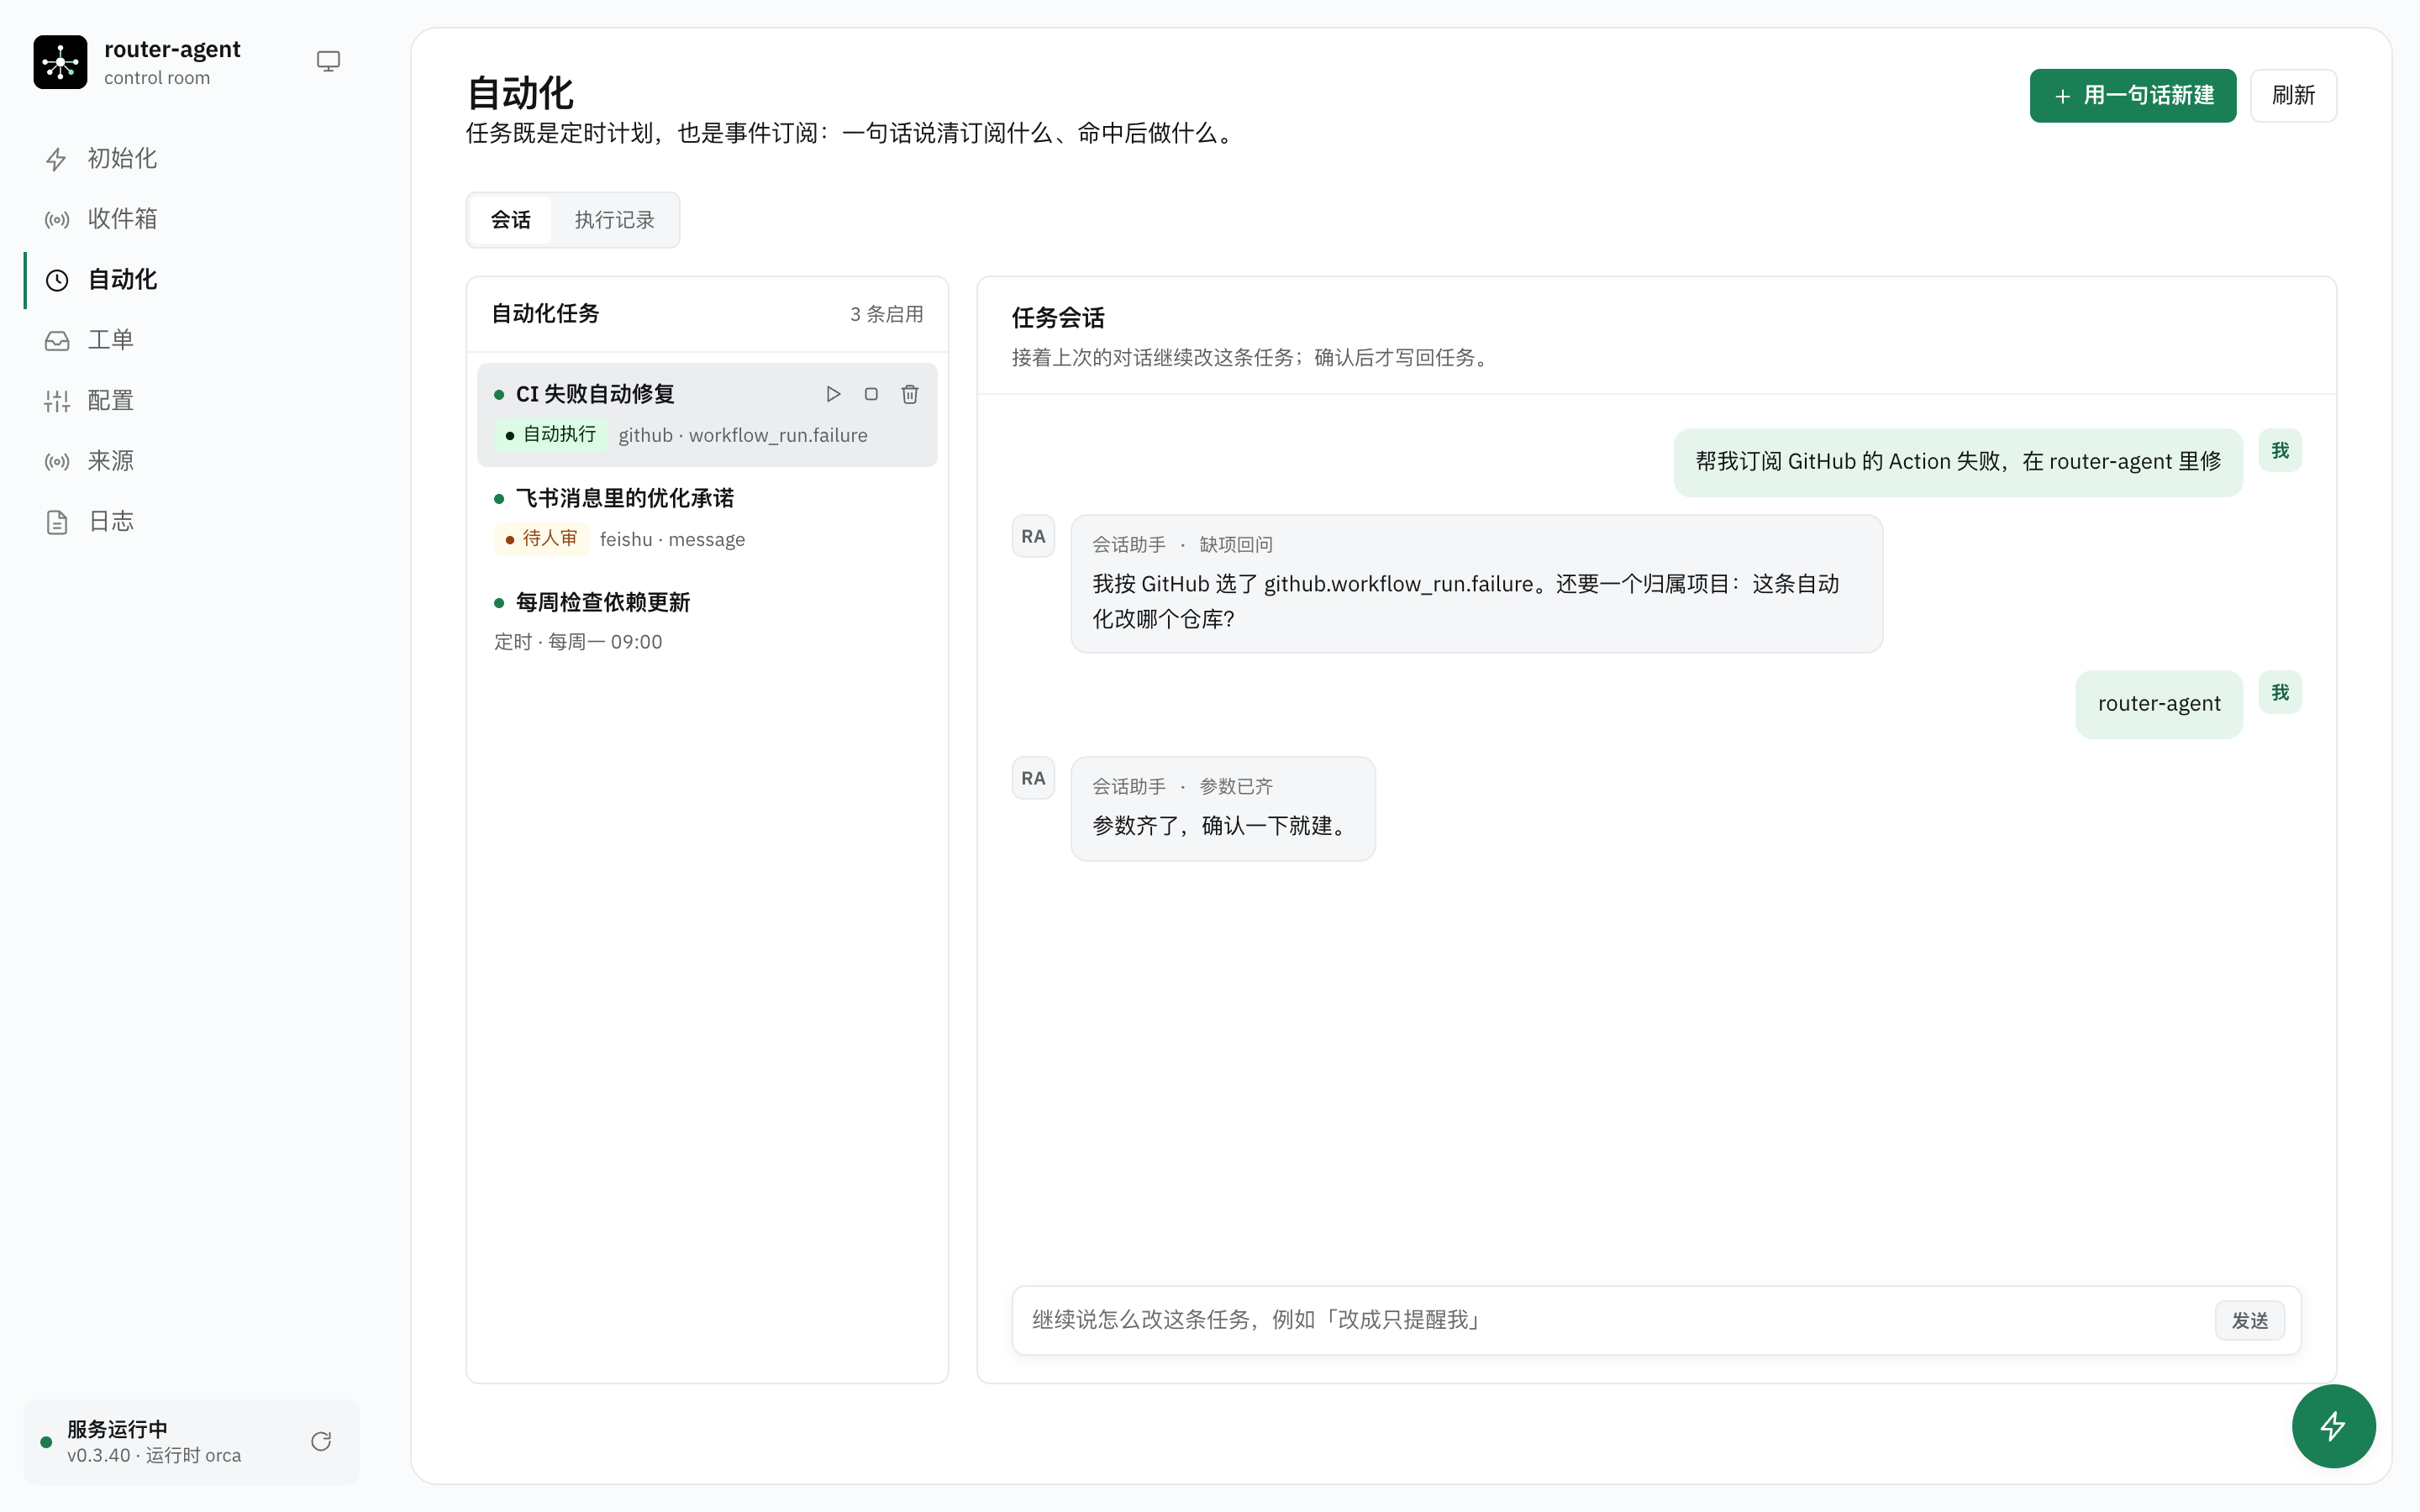 router-agent
control room
初始化
收件箱
自动化
工单
配置
来源
日志
服务运行中
v0.3.40 · 运行时 orca
自动化
任务既是定时计划，也是事件订阅：一句话说清订阅什么、命中后做什么。
+ 用一句话新建
刷新
会话
执行记录
自动化任务
3 条启用
CI 失败自动修复
自动执行
github · workflow_run.failure
飞书消息里的优化承诺
待人审
feishu · message
每周检查依赖更新
定时 · 每周一 09:00
任务会话
接着上次的对话继续改这条任务；确认后才写回任务。
帮我订阅 GitHub 的 Action 失败，在 router-agent 里修
我
RA
会话助手 · 缺项回问
我按 GitHub 选了 github.workflow_run.failure。还要一个归属项目：这条自动
化改哪个仓库？
router-agent
我
RA
会话助手 · 参数已齐
参数齐了，确认一下就建。
继续说怎么改这条任务，例如「改成只提醒我」
发送